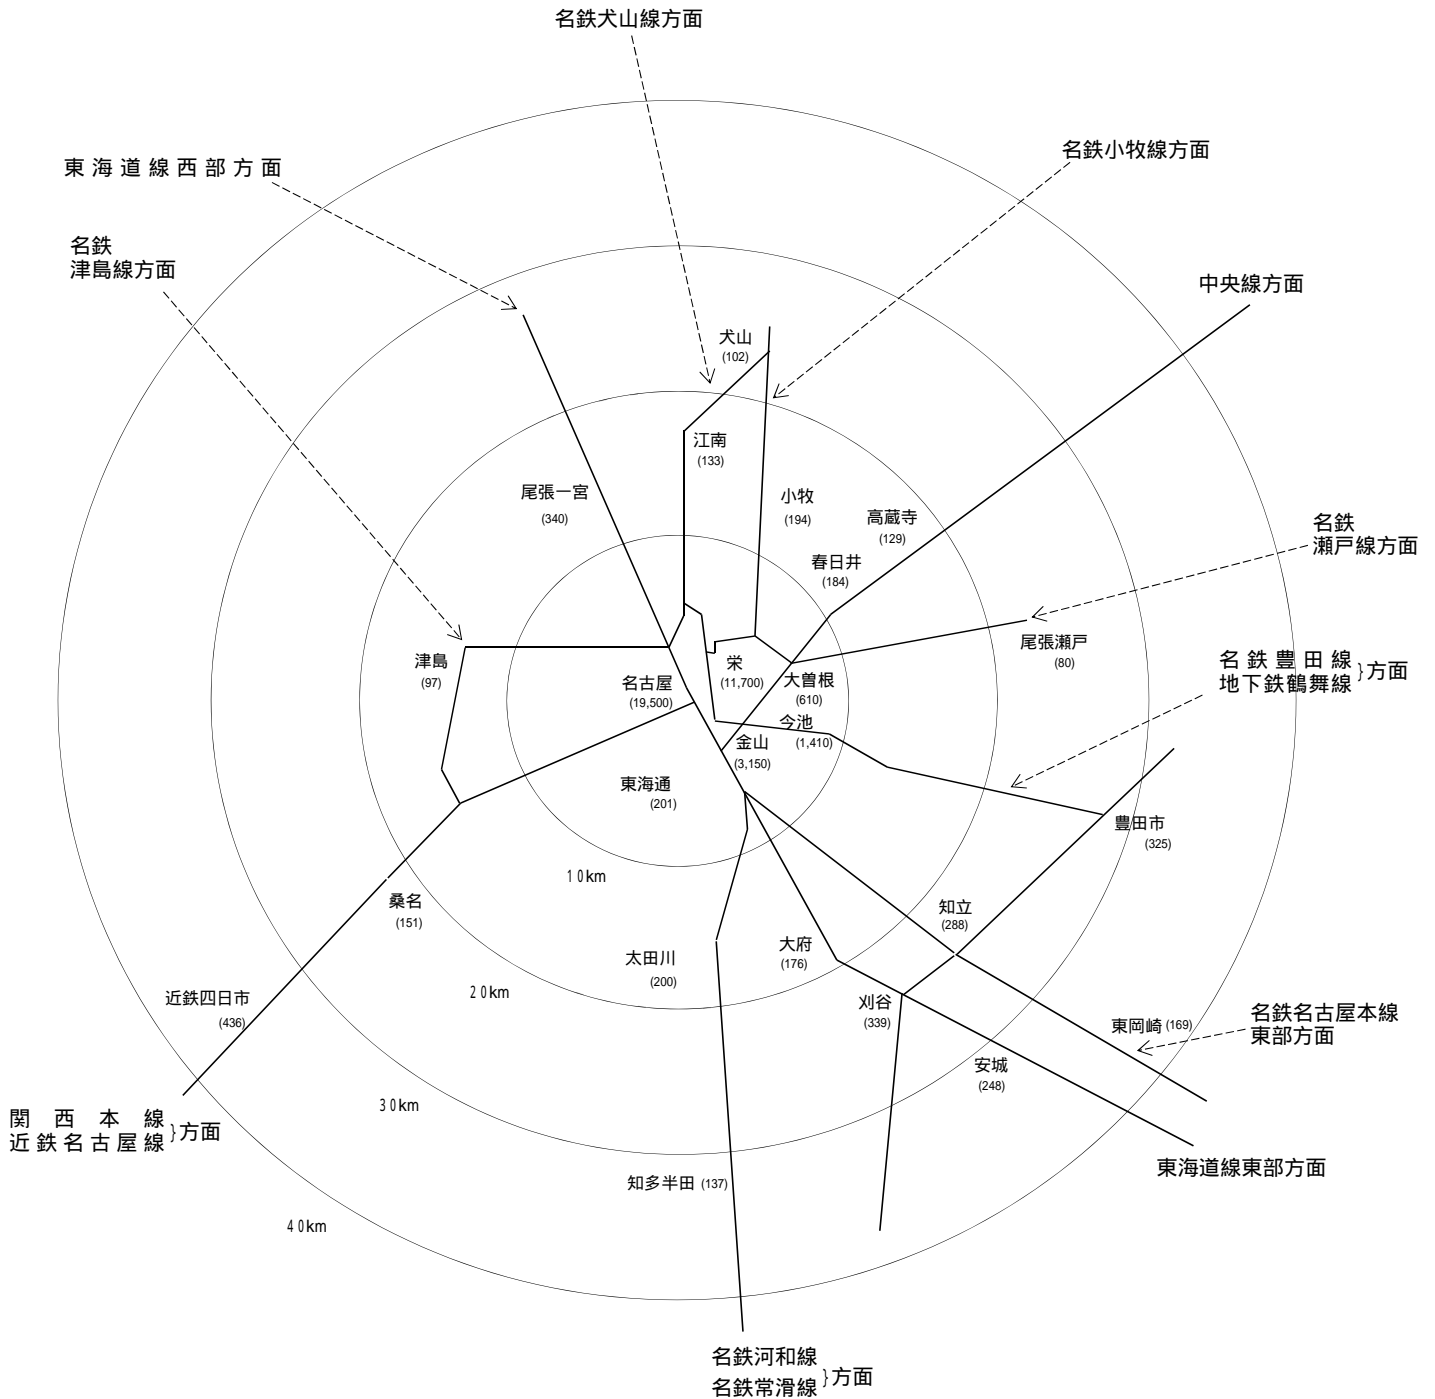 名鉄犬山線方面
東海道線西部方面
名鉄小牧線方面
名鉄
津島線方面
中央線方面
犬山
(102)
江南
(133)
尾張一宮
(340)
小牧
(194)
高蔵寺
(129)
名鉄
瀬戸線方面
春日井
(184)
尾張瀬戸
(80)
津島
(97)
名古屋
(19,500)
栄
(11,700)
大曽根
(610)
名鉄豊田線
地下鉄鶴舞線}方面
今池
(1,410)
金山
(3,150)
東海通
(201)
豊田市
(325)
10km
桑名
(151)
知立
(288)
太田川
(200)
大府
(176)
20km
近鉄四日市
(436)
刈谷
(339)
東岡崎 (169)
名鉄名古屋本線
東部方面
安城
(248)
30km
関西本線
近鉄名古屋線}方面
東海道線東部方面
知多半田 (137)
40km
名鉄河和線
名鉄常滑線}方面